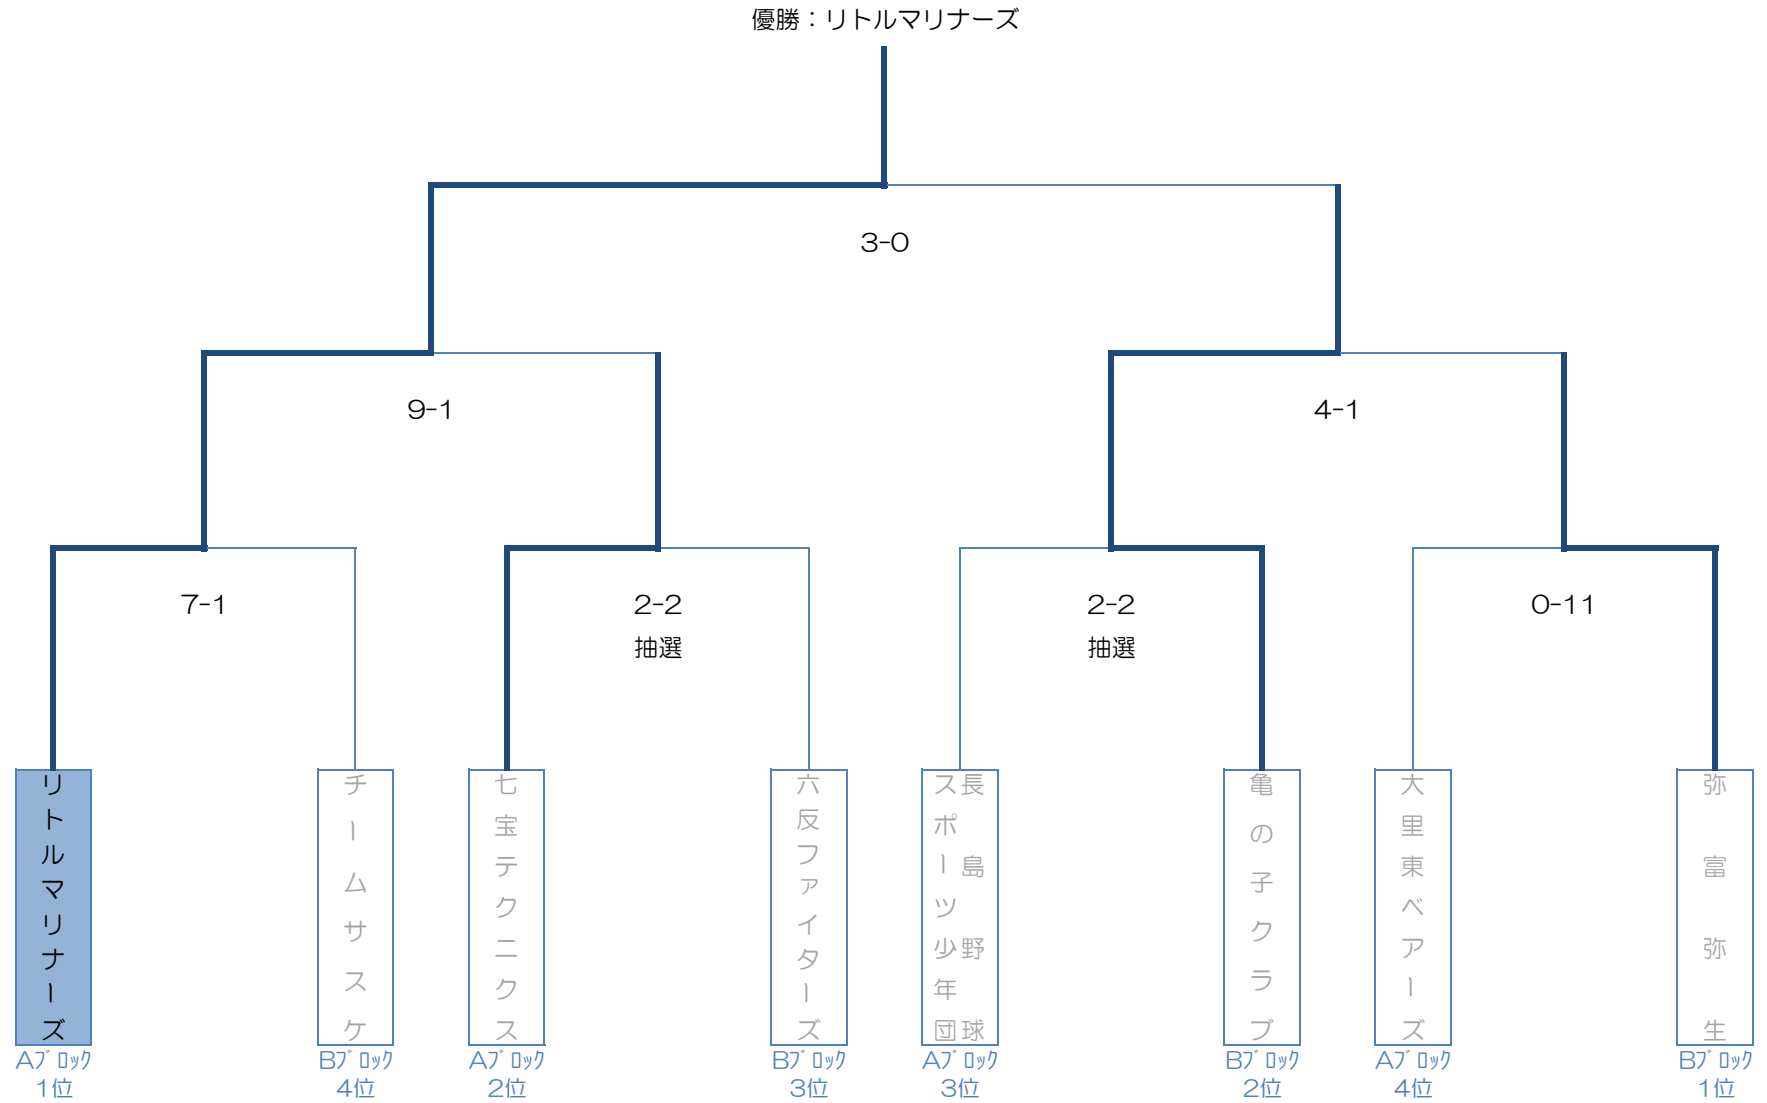 優勝：リトルマリナーズ
3-0
9-1
4-1
7-1
2-2
抽選
2-2
抽選
0-11
リトルマリナーズ
チームサスケ
七宝テクニクス
六反ファイターズ
長島野球
スポーツ少年団
亀の子クラブ
大里東ベアーズ
弥富弥生
Aﾌﾞﾛｯｸ
1位
Bﾌﾞﾛｯｸ
4位
Aﾌﾞﾛｯｸ
2位
Bﾌﾞﾛｯｸ
3位
Aﾌﾞﾛｯｸ
3位
Bﾌﾞﾛｯｸ
2位
Aﾌﾞﾛｯｸ
4位
Bﾌﾞﾛｯｸ
1位